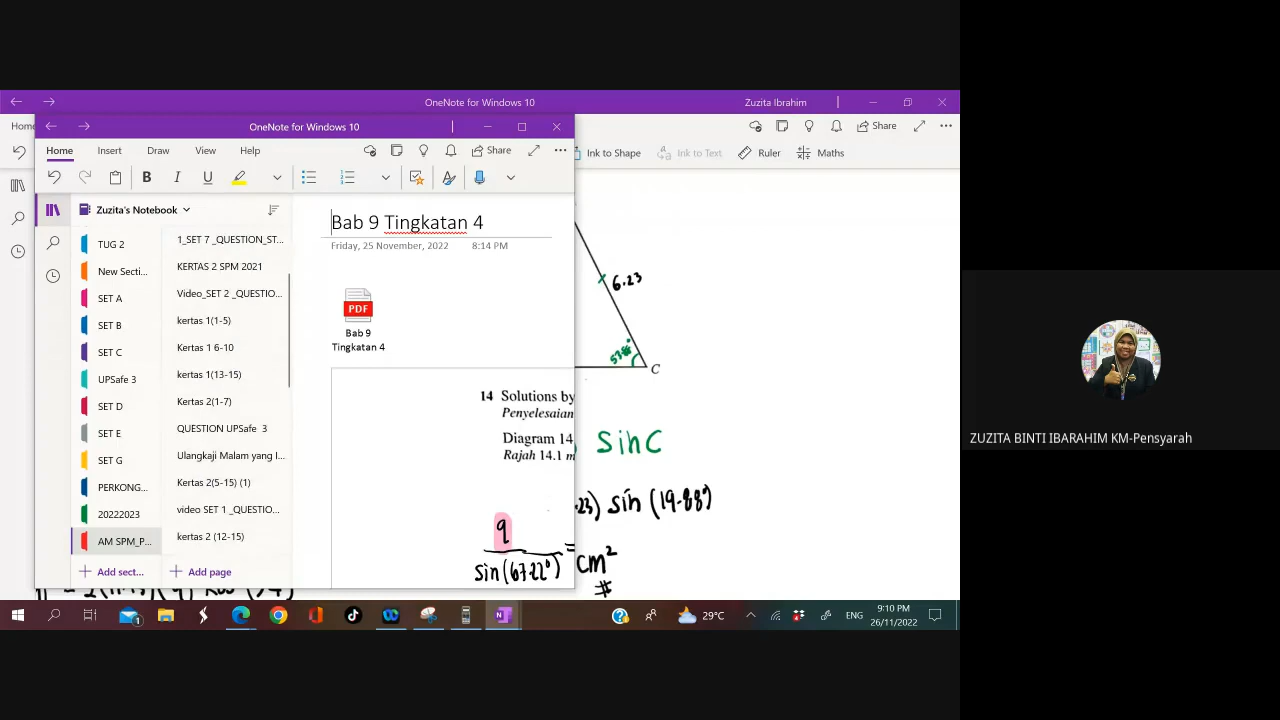 OneNote for Windows 10
Zuzita Ibrahim
Home
Share
Ink to Shape
Ink to Text
Ruler
Maths
OneNote for Windows 10
Home
Insert
Draw
View
Help
Share
B
I
U
Zuzita's Notebook
TUG 2
New Secti...
SET A
SET B
SET C
UPSafe 3
SET D
SET E
SET G
PERKONG...
20222023
AM SPM_P...
Add sect...
1_SET 7 _QUESTION_ST...
KERTAS 2 SPM 2021
Video_SET 2 _QUESTIO...
kertas 1(1-5)
Kertas 1 6-10
kertas 1(13-15)
Kertas 2(1-7)
QUESTION UPSafe 3
Ulangkaji Malam yang l...
Kertas 2(5-15) (1)
video SET 1 _QUESTIO...
kertas 2 (12-15)
Add page
Bab 9 Tingkatan 4
Friday, 25 November, 2022
8:14 PM
PDF
Bab 9
Tingkatan 4
14 Solutions by
Penyelesaian
Diagram 14
Rajah 14.1 m
9
sin(67.22°) =
6.23
C
sin C
23) sin (19.88°)
cm²
#
29°C
ENG
9:10 PM
26/11/2022
ZUZITA BINTI IBARAHIM KM-Pensyarah